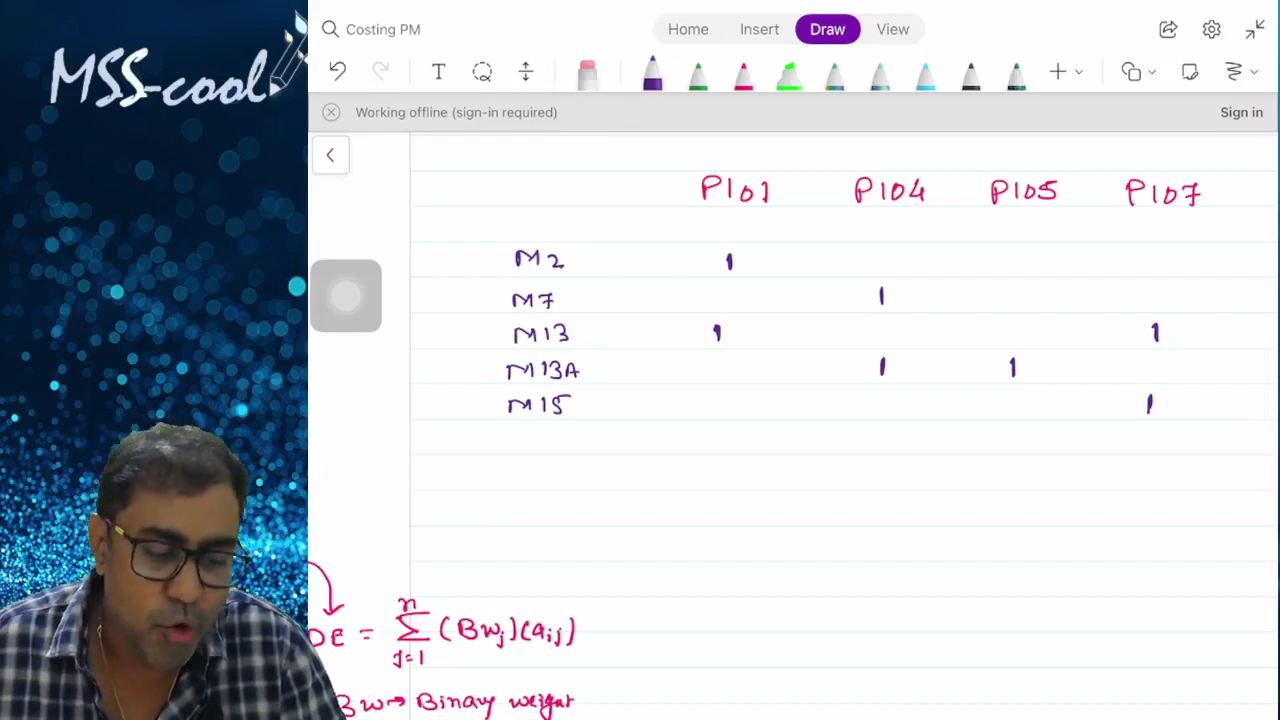 MSS-cool
Costing PM
Home Insert Draw View
T
Working offline (sign-in required) Sign in
P101 P104 P105 P107
M2 1
M7 1
M13 1 1
M13A 1 1
M15 1
DE = n∑j=1 (Bwj)(aij)
BW → Binary weight